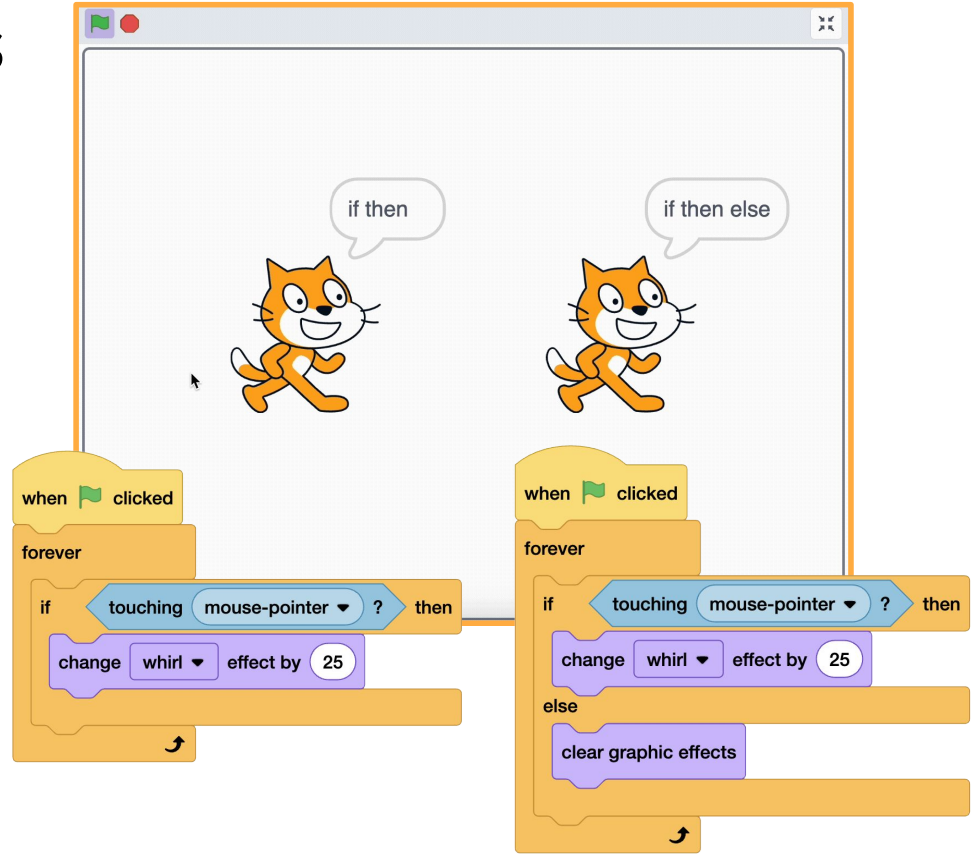 if then
if then else
when clicked
forever
if touching mouse-pointer ? then
change whirl effect by 25
when clicked
forever
if touching mouse-pointer ? then
change whirl effect by 25
else
clear graphic effects